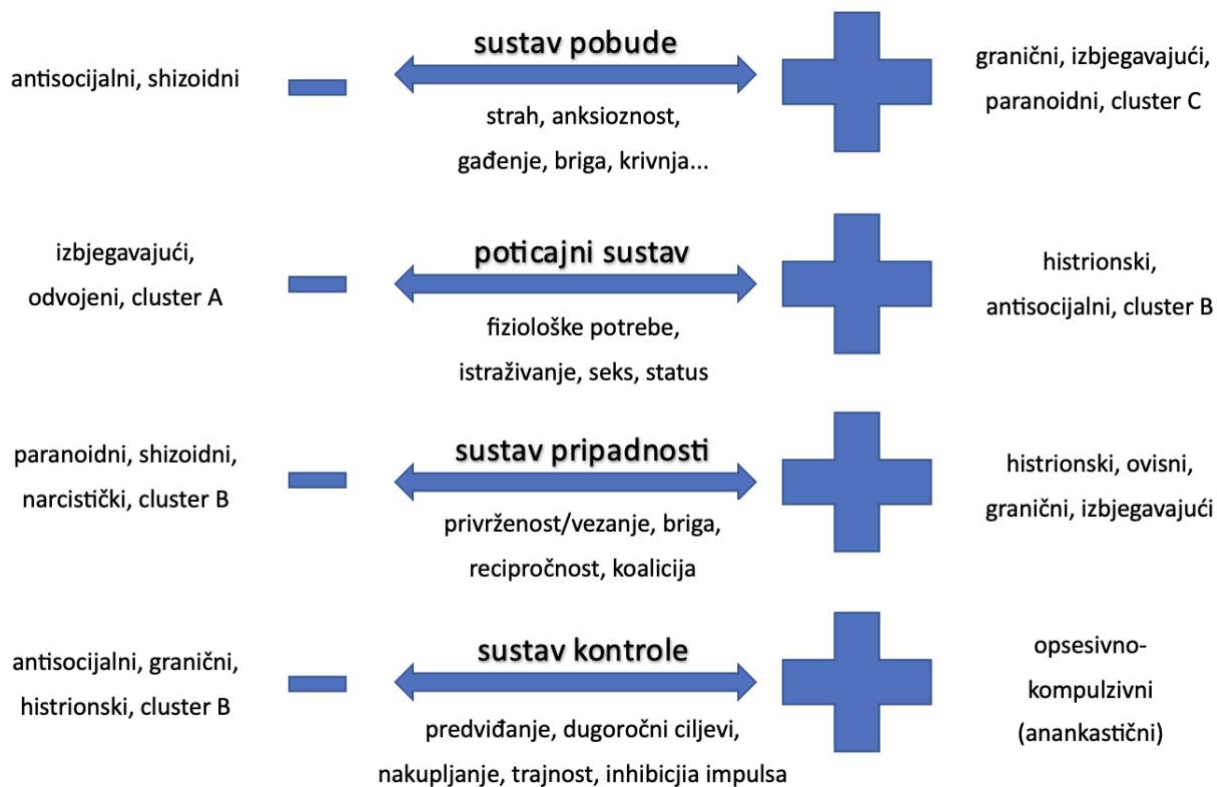 sustav pobude
antisocijalni, shizoidni
strah, anksioznost,
gađenje, briga, krivnja...
granični, izbjegavajući,
paranoidni, cluster C
poticajni sustav
izbjegavajući,
odvojeni, cluster A
fiziološke potrebe,
istraživanje, seks, status
histrionski,
antisocijalni, cluster B
sustav pripadnosti
paranoidni, shizoidni,
narcistički, cluster B
privrženost/vezanje, briga,
recipročnost, koalicija
histrionski, ovisni,
granični, izbjegavajući
sustav kontrole
antisocijalni, granični,
histrionski, cluster B
predviđanje, dugoročni ciljevi,
nakupljanje, trajnost, inhibicjia impulsa
opsesivno-
kompulzivni
(anankastični)